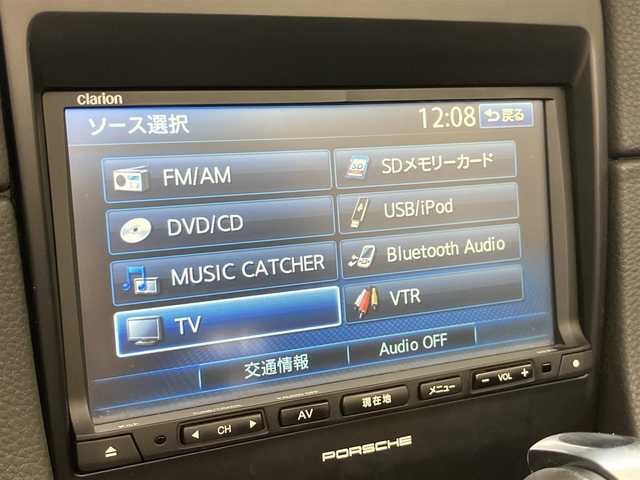 clarion
ソース選択 12:08 戻る
FM/AM SDメモリーカード
DVD/CD USB/iPod
MUSIC CATCHER Bluetooth Audio
TV VTR
交通情報 Audio OFF
CH AV 現在地 メニュー − VOL +
PORSCHE